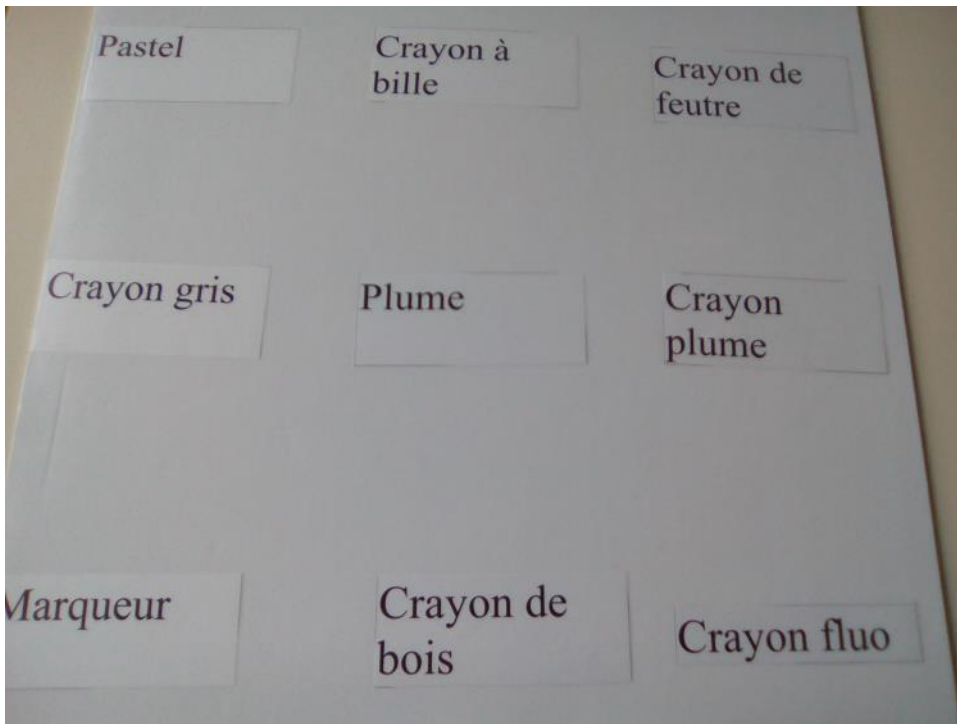 Pastel
Crayon à
bille
Crayon de
feutre
Crayon gris
Plume
Crayon
plume
Marqueur
Crayon de
bois
Crayon fluo